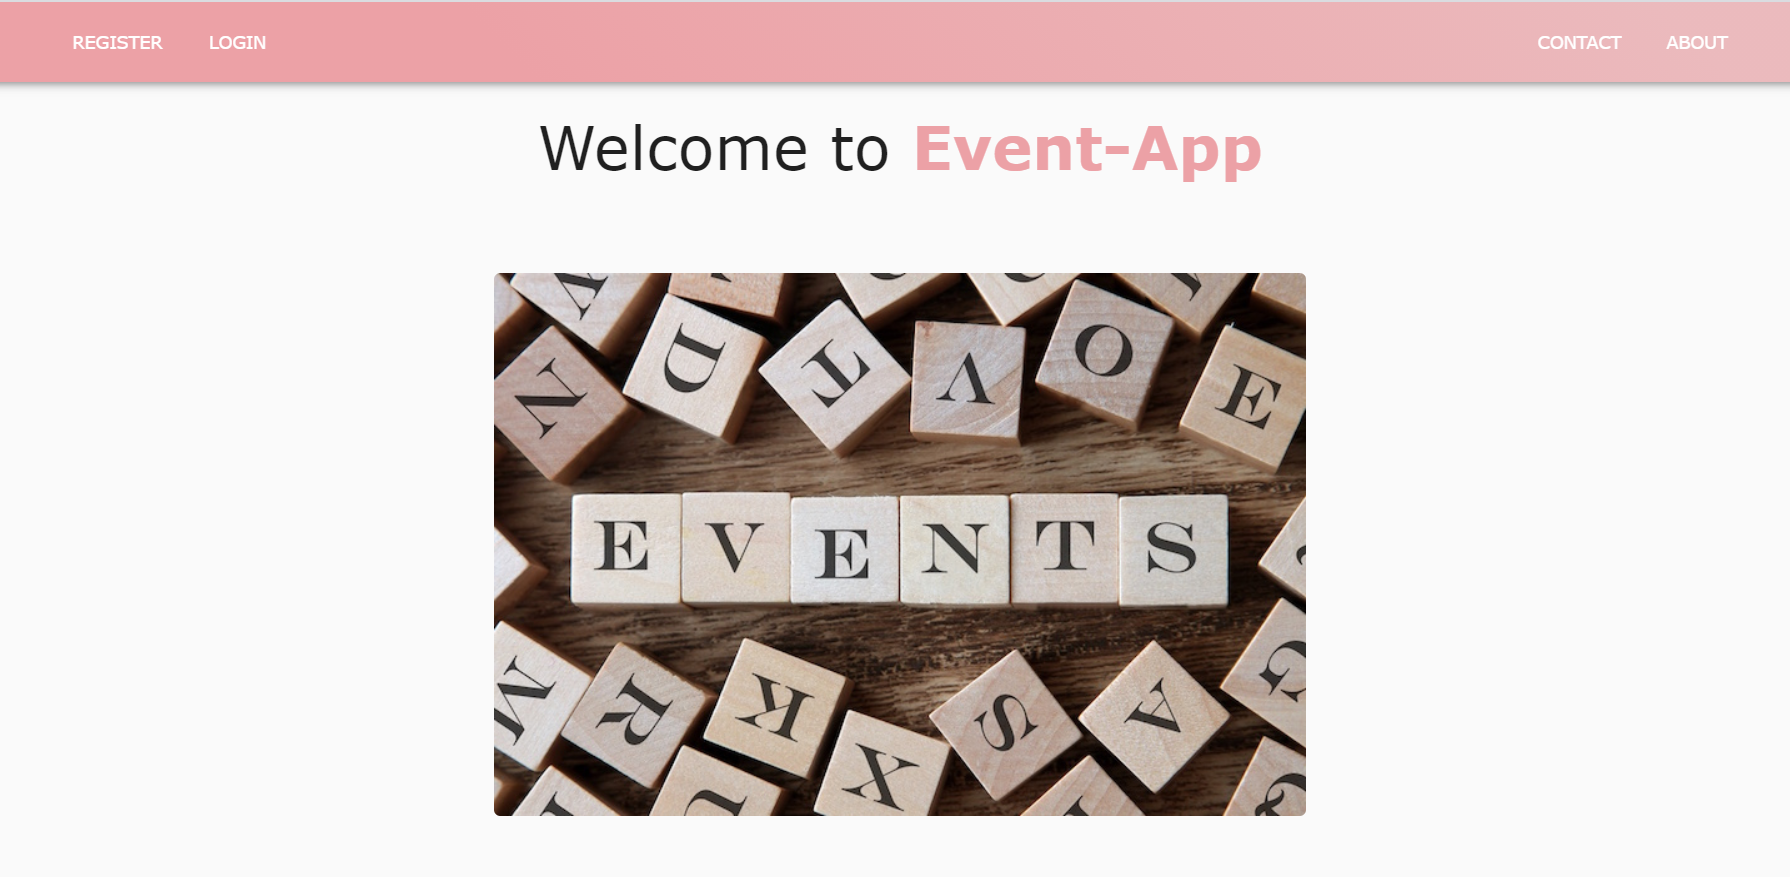 REGISTER LOGIN CONTACT ABOUT
Welcome to Event-App
N D T V O E
EVENTS
M R K X S A G